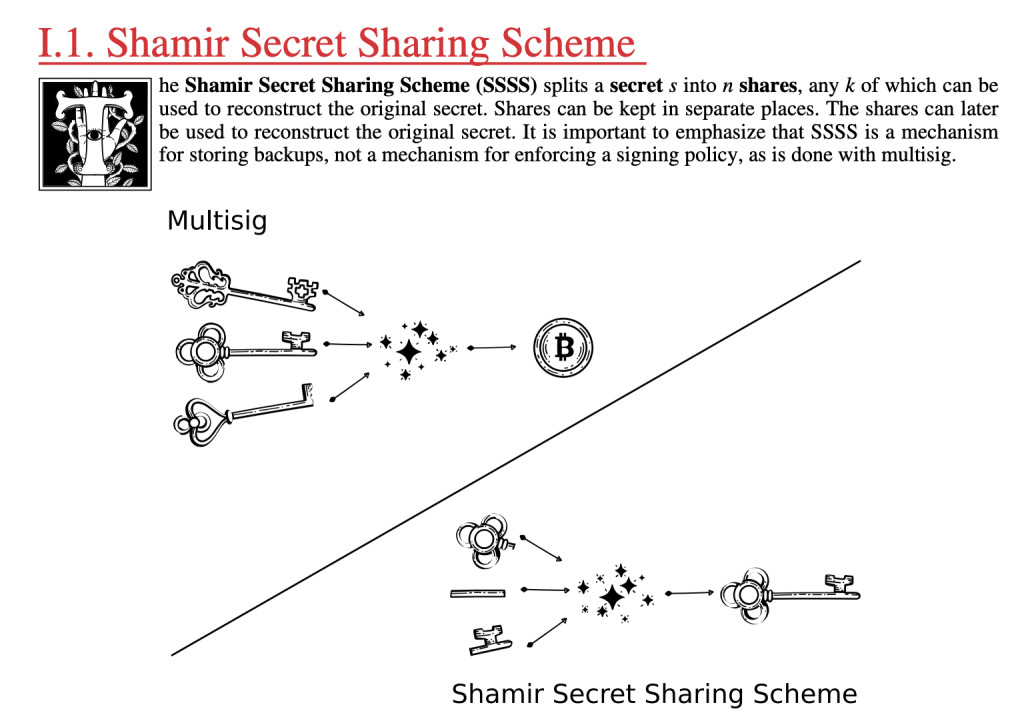 I.1. Shamir Secret Sharing Scheme
The Shamir Secret Sharing Scheme (SSSS) splits a secret s into n shares, any k of which can be
used to reconstruct the original secret. Shares can be kept in separate places. The shares can later
be used to reconstruct the original secret. It is important to emphasize that SSSS is a mechanism
for storing backups, not a mechanism for enforcing a signing policy, as is done with multisig.
Multisig
₿
Shamir Secret Sharing Scheme